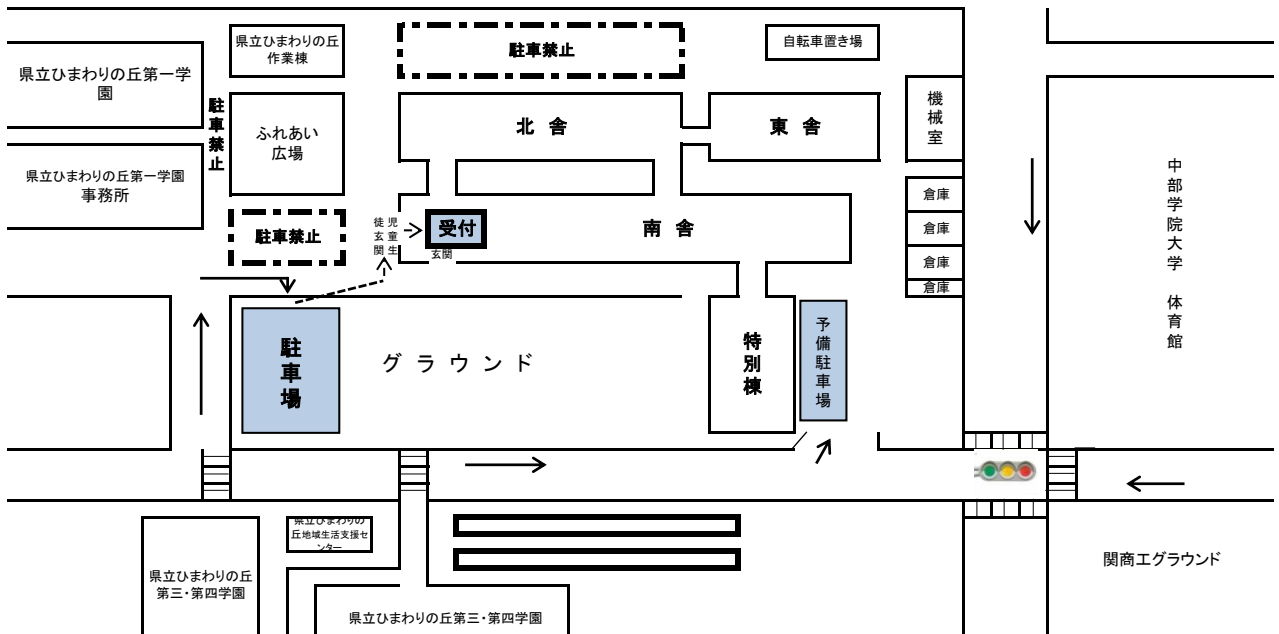 県立ひまわりの丘
作業棟
駐車禁止
自転車置き場
県立ひまわりの丘第一学
園
駐車禁止
ふれあい
広場
北 舎
東 舎
機械室
県立ひまわりの丘第一学園
事務所
中部学院大学 体育館
倉庫
倉庫
倉庫
倉庫
駐車禁止
児童生
徒玄関
受付
玄関
南 舎
駐車場
グ ラ ウ ン ド
特別棟
予備駐車場
県立ひまわりの
丘地域生活支援セ
ンター
県立ひまわりの丘
第三・第四学園
県立ひまわりの丘第三・第四学園
関商工グラウンド